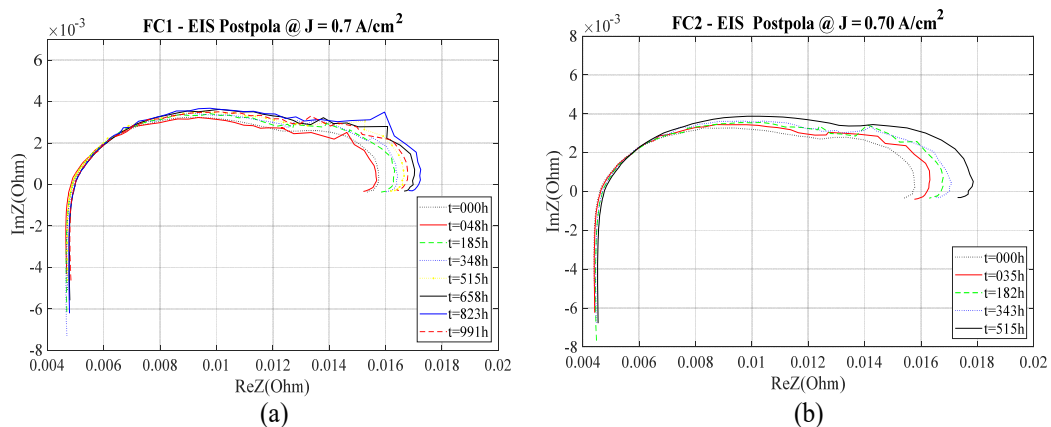 FC1 - EIS Postpola @ J = 0.7 A/cm²
×10⁻³
6
4
2
0
-2
-4
-6
-8
ImZ(Ohm)
0.004 0.006 0.008 0.01 0.012 0.014 0.016 0.018 0.02
ReZ(Ohm)
t=000h
t=048h
t=185h
t=348h
t=515h
t=658h
t=823h
t=991h
(a)
FC2 - EIS Postpola @ J = 0.70 A/cm²
×10⁻³
8
6
4
2
0
-2
-4
-6
-8
ImZ(Ohm)
0.004 0.006 0.008 0.01 0.012 0.014 0.016 0.018 0.02
ReZ(Ohm)
t=000h
t=035h
t=182h
t=343h
t=515h
(b)